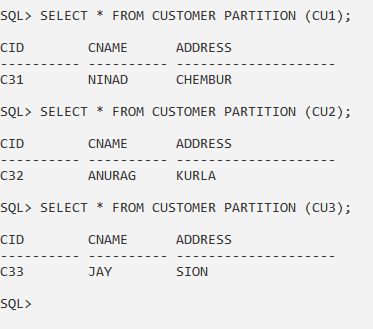 SQL> SELECT * FROM CUSTOMER PARTITION (CU1);
CID        CNAME      ADDRESS
---------- ---------- --------------------
C31        NINAD      CHEMBUR
SQL> SELECT * FROM CUSTOMER PARTITION (CU2);
CID        CNAME      ADDRESS
---------- ---------- --------------------
C32        ANURAG     KURLA
SQL> SELECT * FROM CUSTOMER PARTITION (CU3);
CID        CNAME      ADDRESS
---------- ---------- --------------------
C33        JAY        SION
SQL>